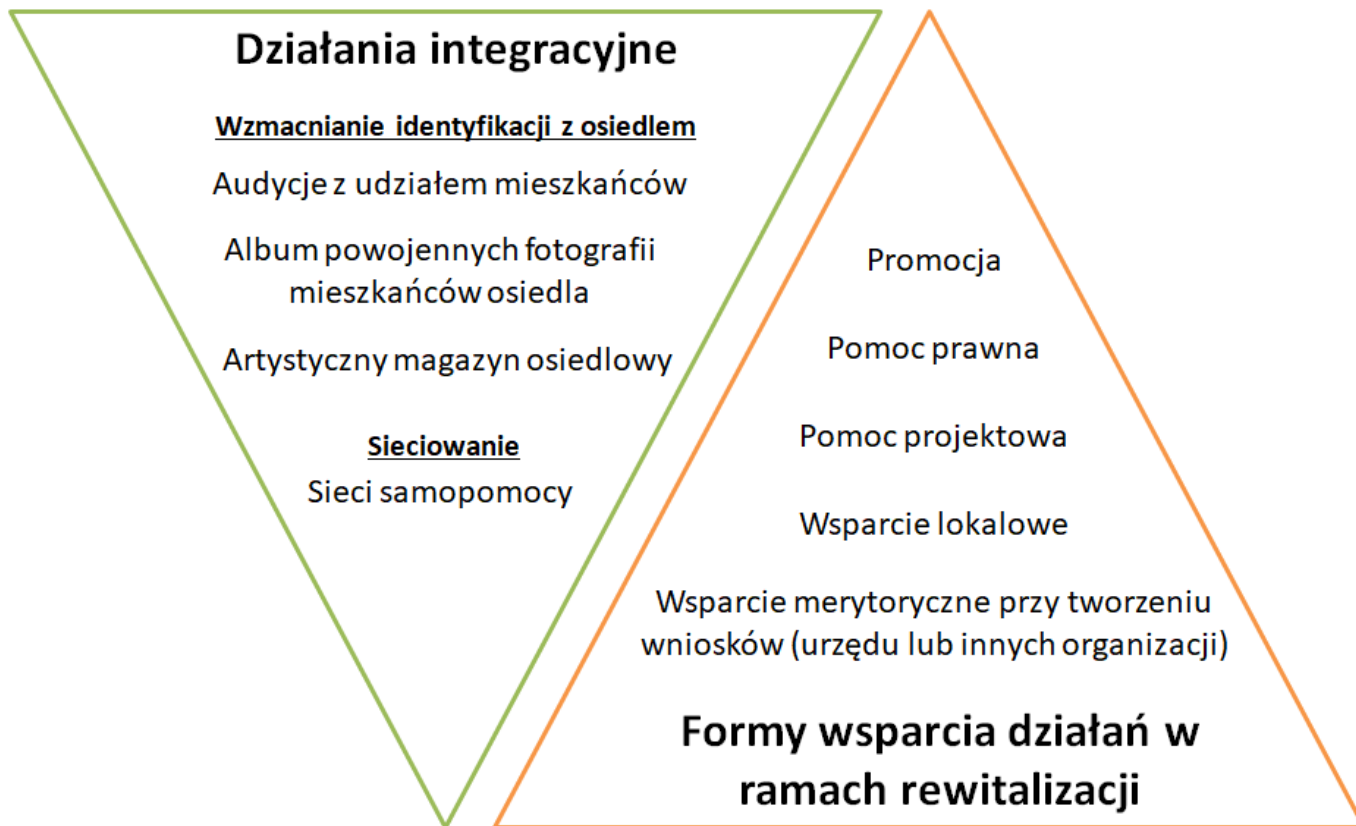 Działania integracyjne
Wzmacnianie identyfikacji z osiedlem
Audycje z udziałem mieszkańców
Album powojennych fotografii
mieszkańców osiedla
Artystyczny magazyn osiedlowy
Sieciowanie
Sieci samopomocy
Promocja
Pomoc prawna
Pomoc projektowa
Wsparcie lokalowe
Wsparcie merytoryczne przy tworzeniu
wniosków (urzędu lub innych organizacji)
Formy wsparcia działań w
ramach rewitalizacji